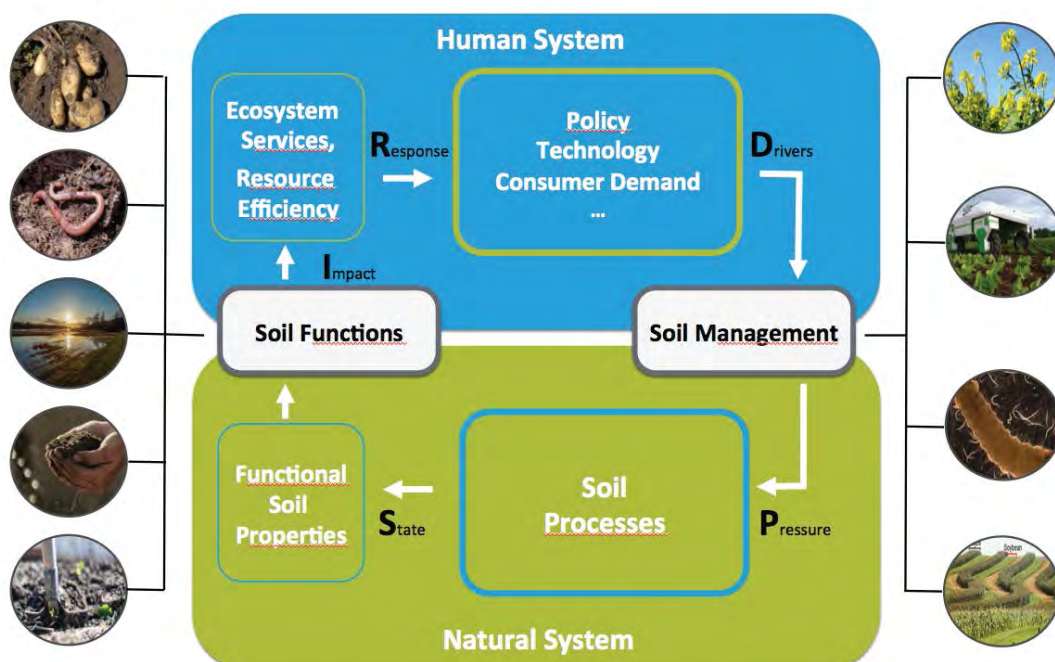 Human System
Ecosystem
Services,
Resource
Efficiency
Response
Policy
Technology
Consumer Demand
...
Drivers
Impact
Soil Functions
Soil Management
Functional
Soil
Properties
State
Soil
Processes
Pressure
Natural System
Soybean